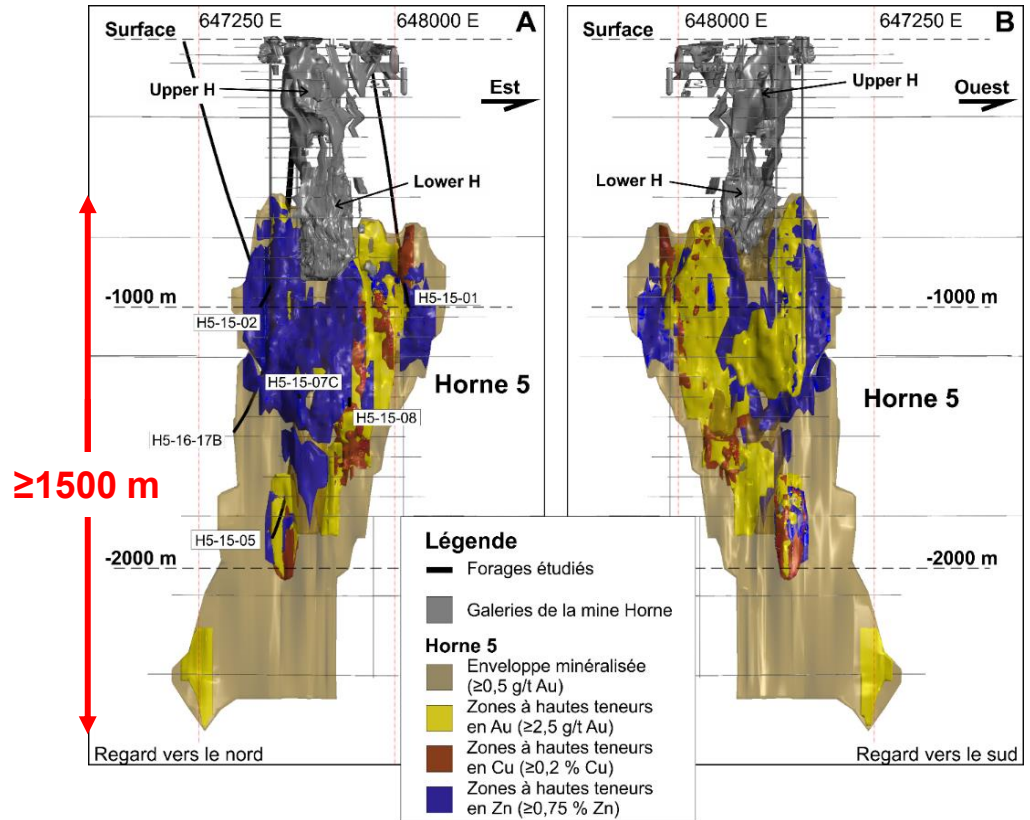 647250 E
648000 E
A
Surface
Upper H
Est
Lower H
-1000 m
H5-15-01
H5-15-02
H5-15-07C
Horne 5
H5-15-08
H5-16-17B
≥1500 m
H5-15-05
-2000 m
Regard vers le nord
648000 E
647250 E
B
Surface
Upper H
Ouest
Lower H
-1000 m
Horne 5
-2000 m
Regard vers le sud
Légende
Forages étudiés
Galeries de la mine Horne
Horne 5
Enveloppe minéralisée
(≥0,5 g/t Au)
Zones à hautes teneurs
en Au (≥2,5 g/t Au)
Zones à hautes teneurs
en Cu (≥0,2 % Cu)
Zones à hautes teneurs
en Zn (≥0,75 % Zn)